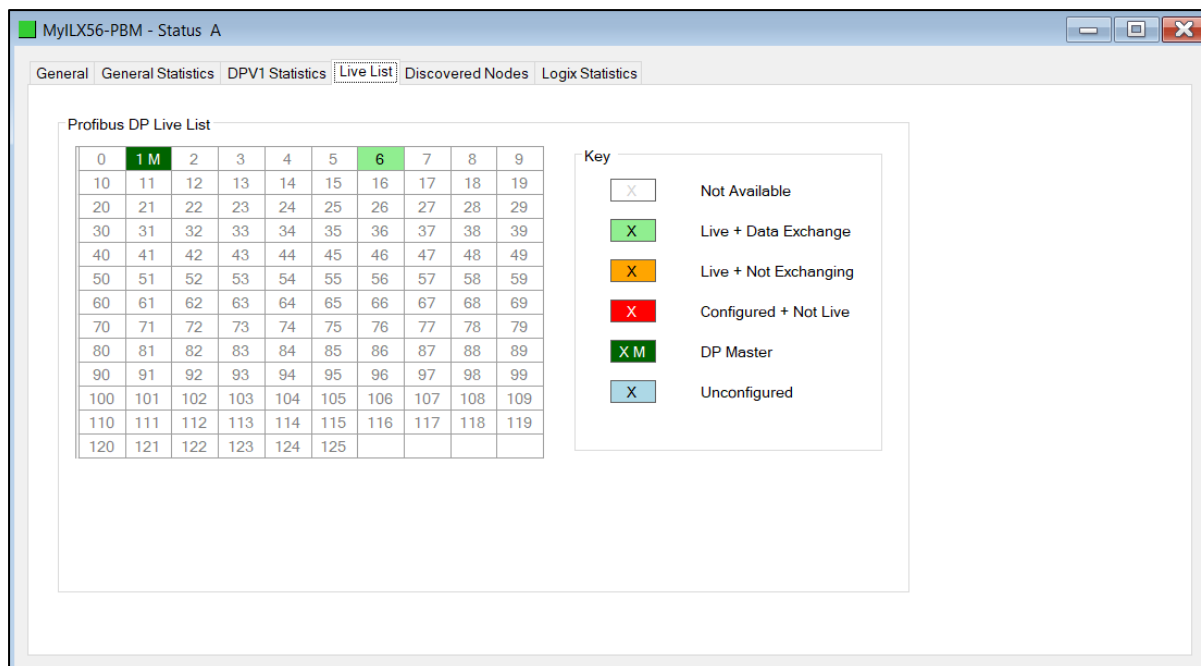 MyILX56-PBM - Status A
General General Statistics DPV1 Statistics Live List Discovered Nodes Logix Statistics
Profibus DP Live List
0 1 M 2 3 4 5 6 7 8 9
10 11 12 13 14 15 16 17 18 19
20 21 22 23 24 25 26 27 28 29
30 31 32 33 34 35 36 37 38 39
40 41 42 43 44 45 46 47 48 49
50 51 52 53 54 55 56 57 58 59
60 61 62 63 64 65 66 67 68 69
70 71 72 73 74 75 76 77 78 79
80 81 82 83 84 85 86 87 88 89
90 91 92 93 94 95 96 97 98 99
100 101 102 103 104 105 106 107 108 109
110 111 112 113 114 115 116 117 118 119
120 121 122 123 124 125
Key
X Not Available
X Live + Data Exchange
X Live + Not Exchanging
X Configured + Not Live
X M DP Master
X Unconfigured